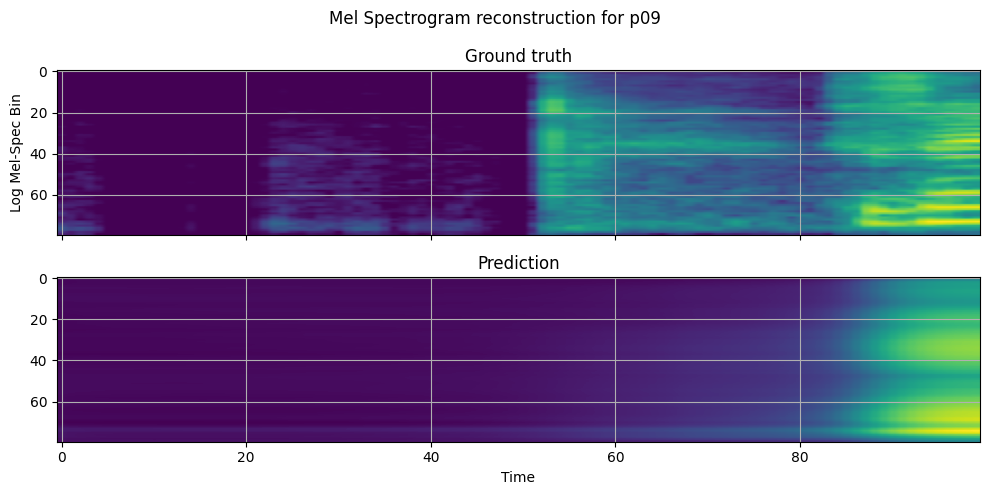 Mel Spectrogram reconstruction for p09
Ground truth
0
20
40
60
Log Mel-Spec Bin
Prediction
0
20
40
60
0 20 40 60 80
Time